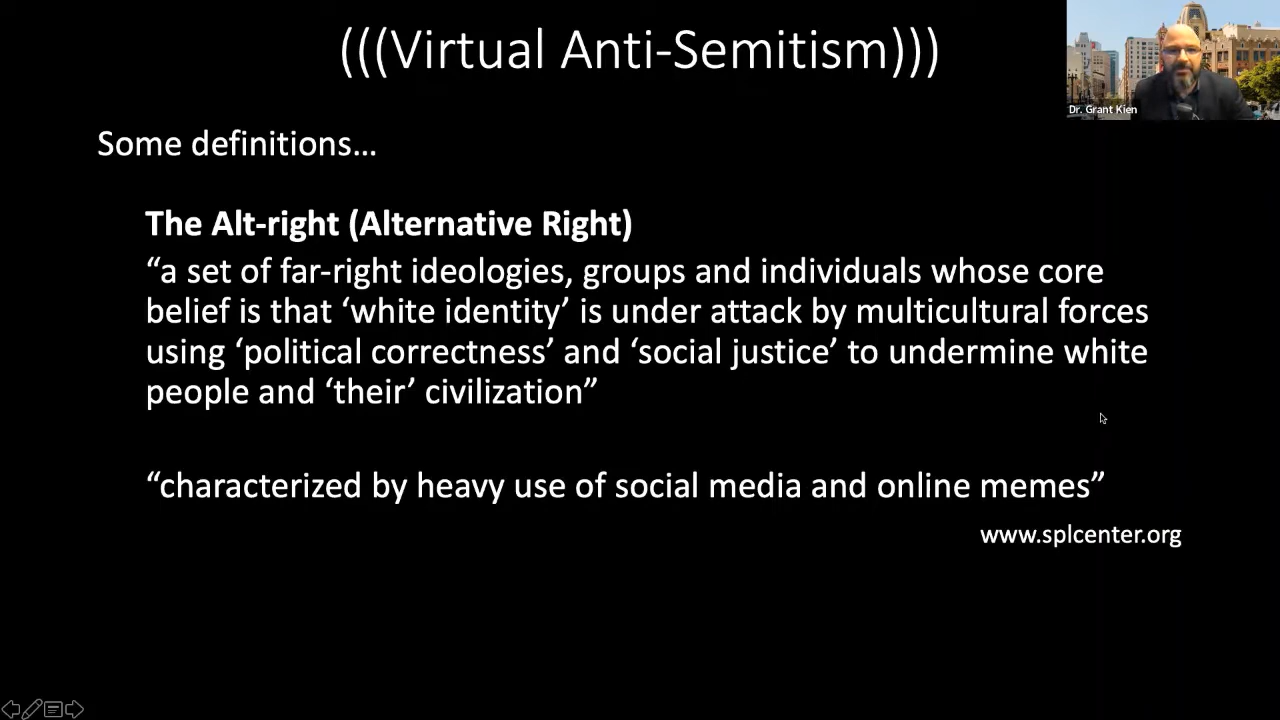 (((Virtual Anti-Semitism)))
Dr. Grant Kien
Some definitions…
The Alt-right (Alternative Right)
“a set of far-right ideologies, groups and individuals whose core
belief is that ‘white identity’ is under attack by multicultural forces
using ‘political correctness’ and ‘social justice’ to undermine white
people and ‘their’ civilization”
“characterized by heavy use of social media and online memes”
www.splcenter.org